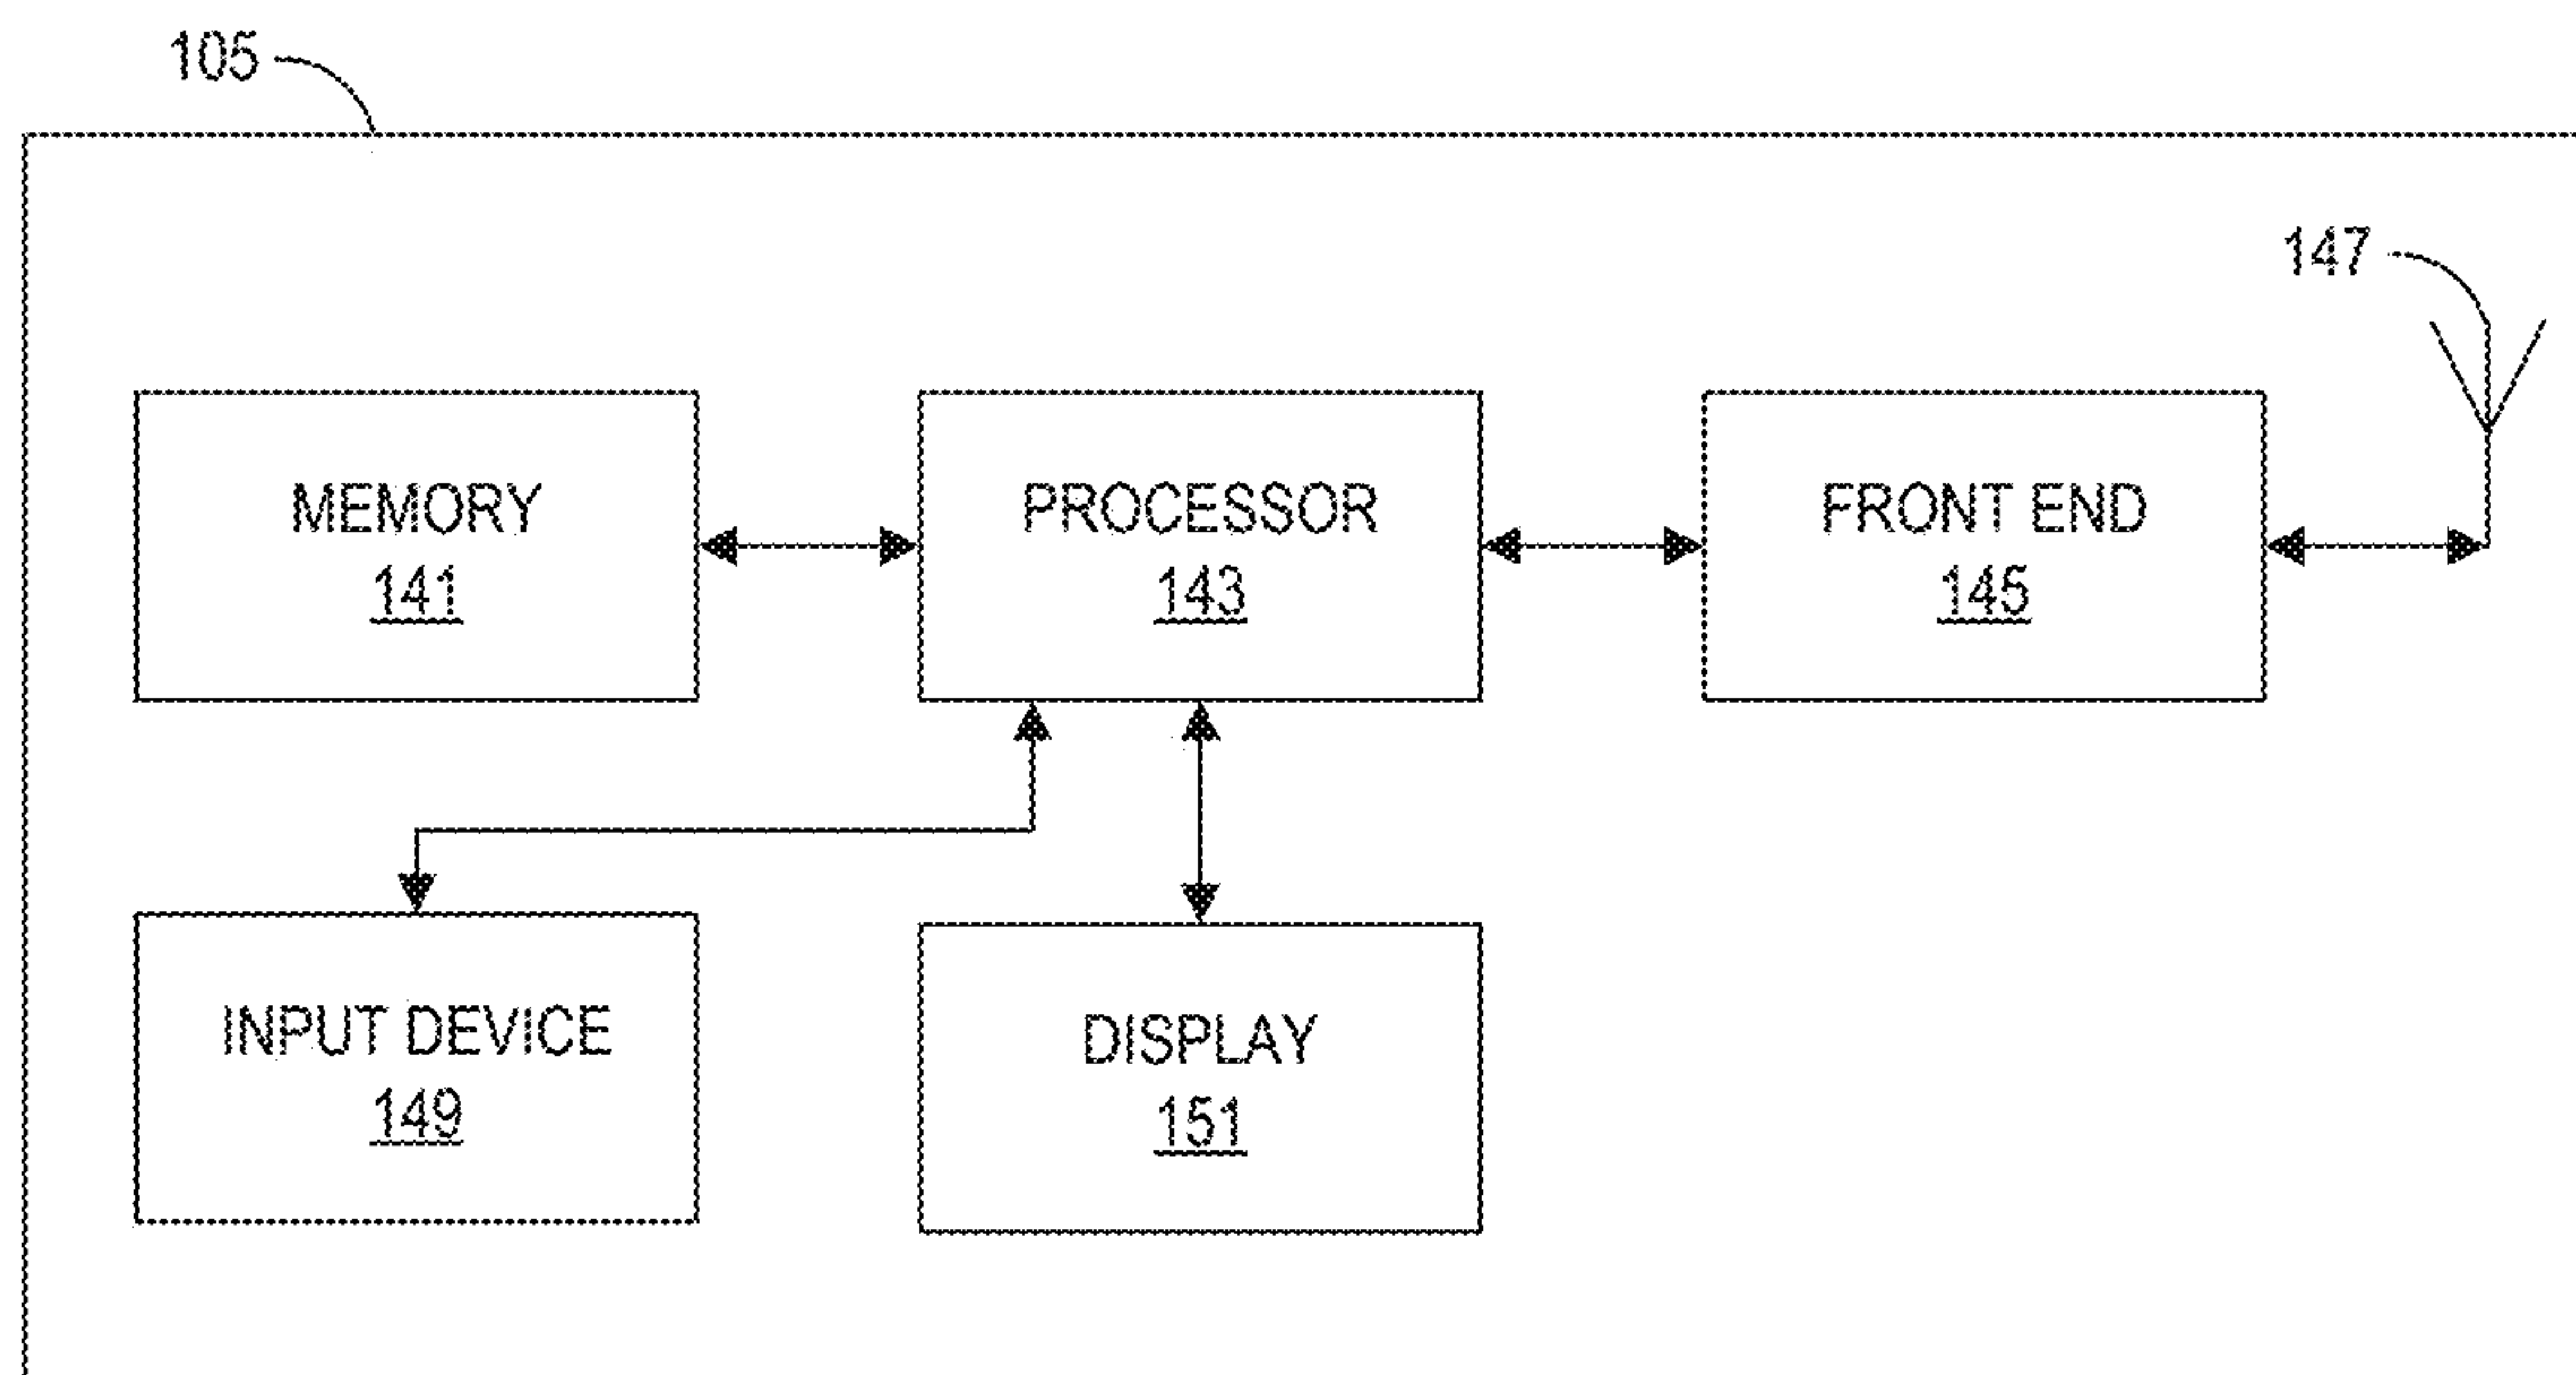 105
147
MEMORY
141
PROCESSOR
143
FRONT END
145
INPUT DEVICE
149
DISPLAY
151